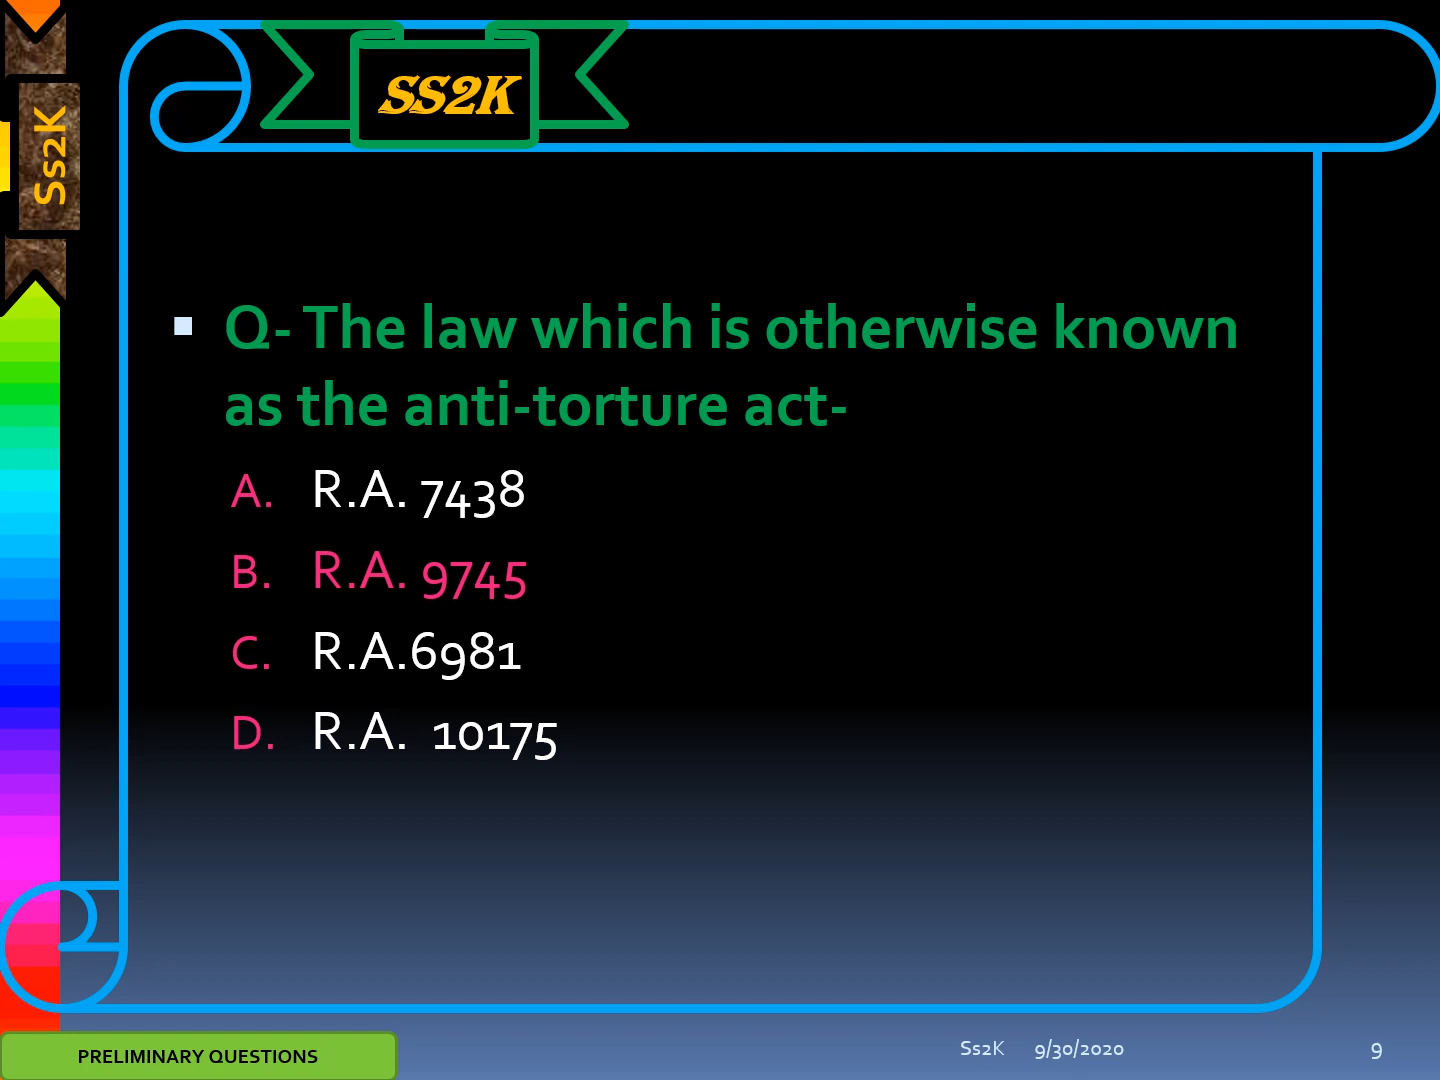 SS2K
Ss2K
▪ Q- The law which is otherwise known
as the anti-torture act-
A. R.A. 7438
B. R.A. 9745
C. R.A.6981
D. R.A. 10175
PRELIMINARY QUESTIONS
Ss2K 9/30/2020 9